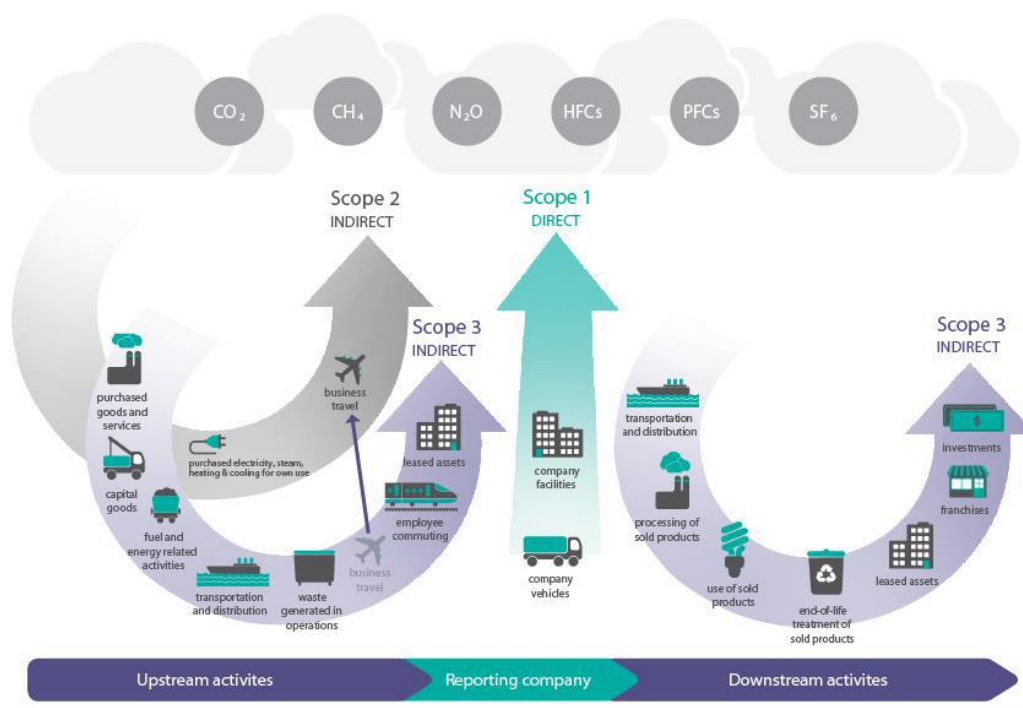 CO₂
CH₄
N₂O
HFCs
PFCs
SF₆
Scope 2
INDIRECT
Scope 1
DIRECT
Scope 3
INDIRECT
Scope 3
INDIRECT
purchased
goods and
services
capital
goods
fuel and
energy related
activities
transportation
and distribution
waste
generated in
operations
business
travel
employee
commuting
leased assets
purchased electricity, steam,
heating & cooling for own use
business
travel
company
facilities
company
vehicles
transportation
and distribution
processing of
sold products
use of sold
products
end-of-life
treatment of
sold products
leased assets
franchises
investments
$
Upstream activites
Reporting company
Downstream activites